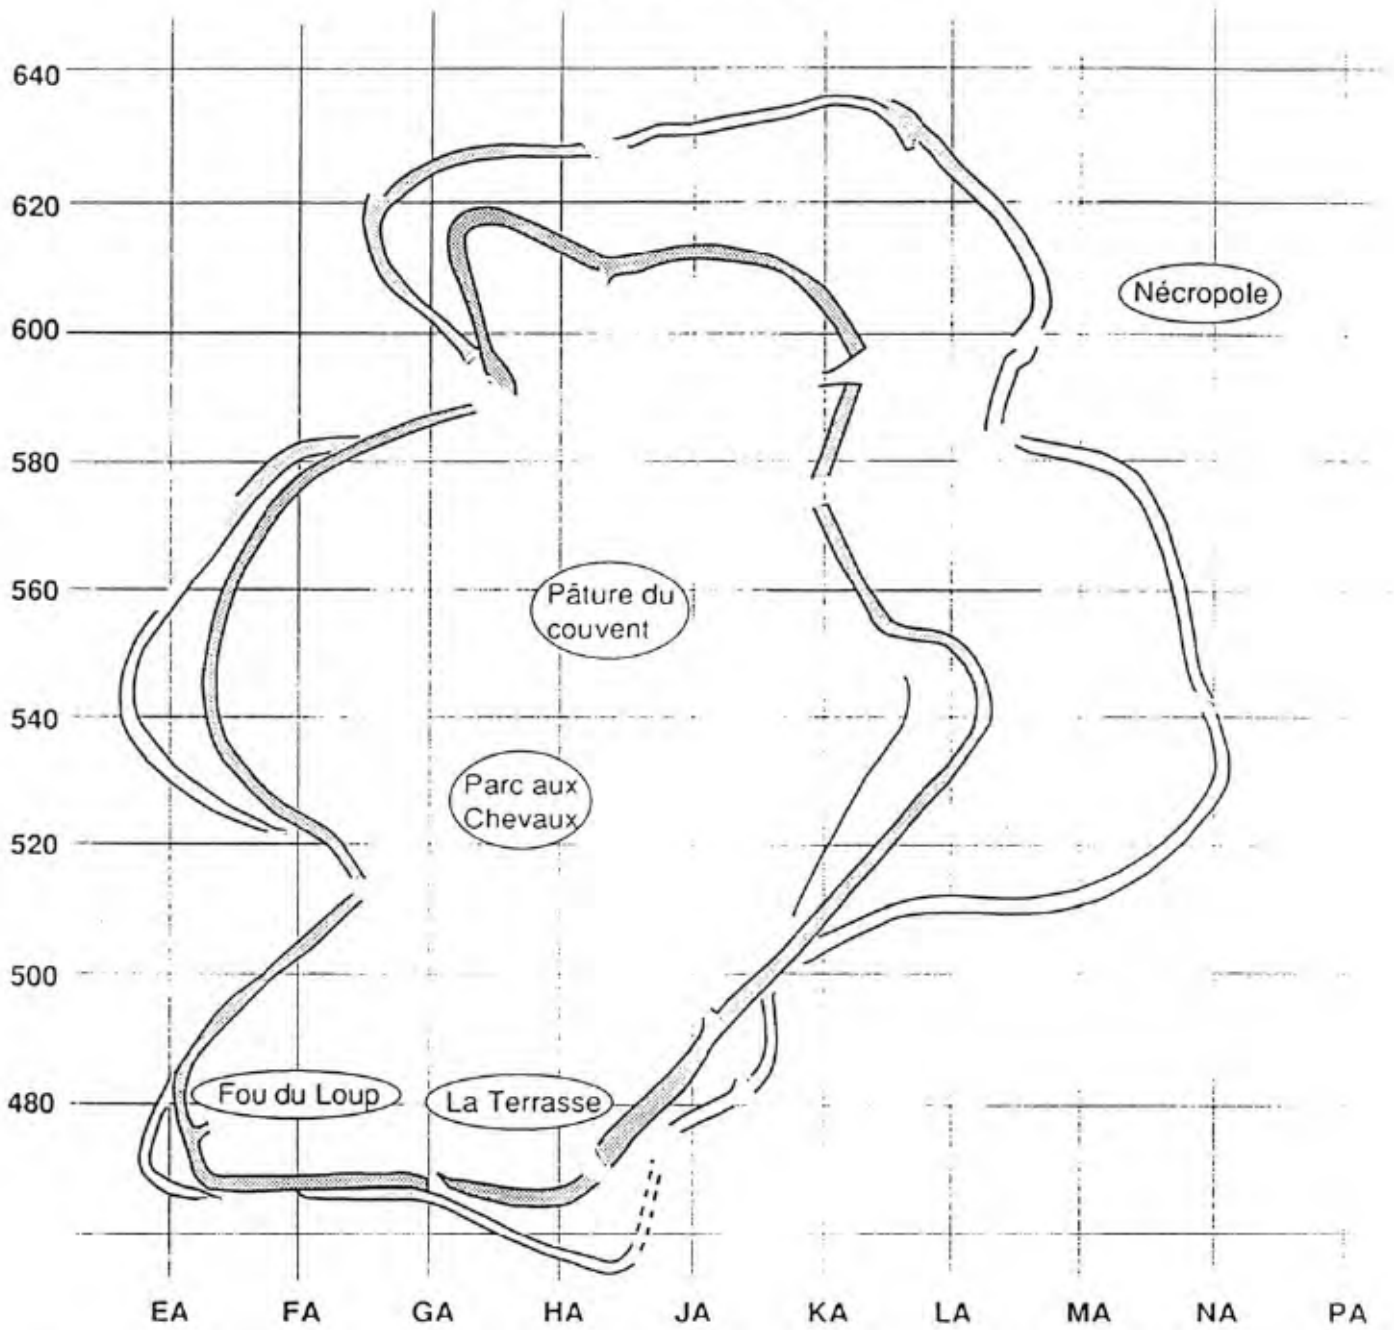 640
620
Nécropole
600
580
560
Pâture du
couvent
540
Parc aux
Chevaux
520
500
480
Fou du Loup
La Terrasse
EA FA GA HA JA KA LA MA NA PA